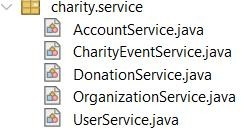 charity.service
AccountService.java
CharityEventService.java
DonationService.java
OrganizationService.java
UserService.java